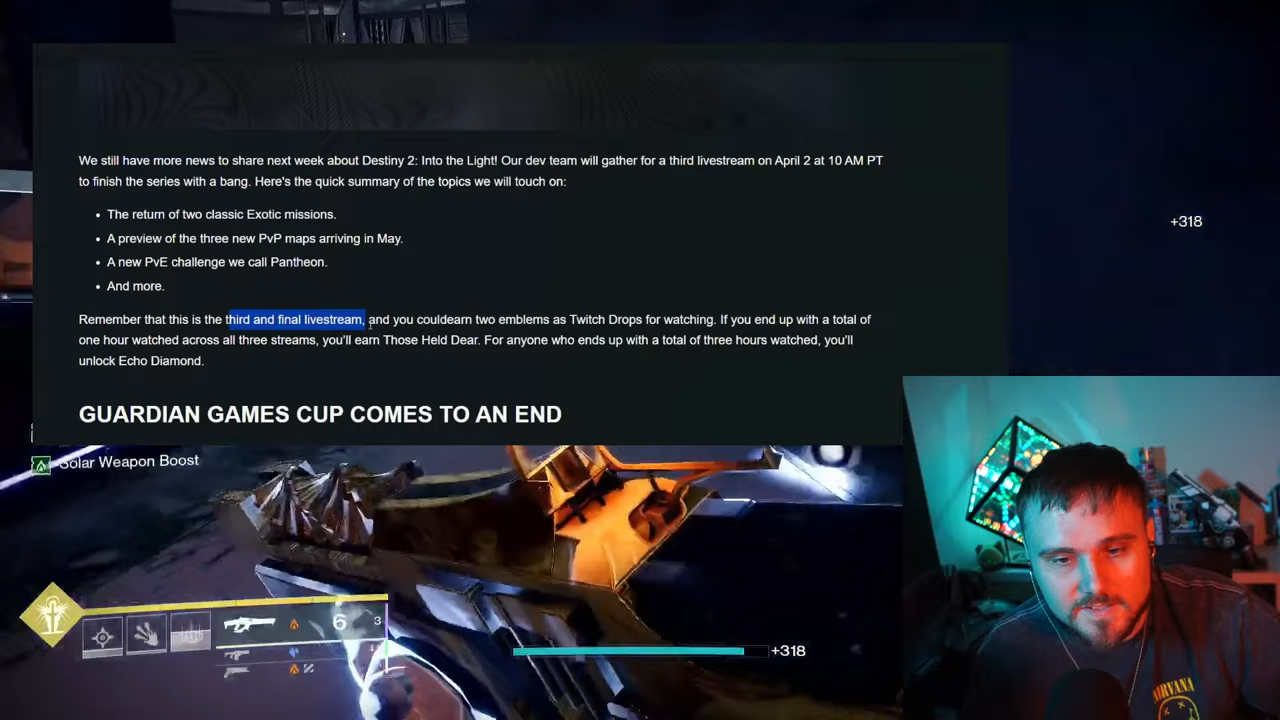 We still have more news to share next week about Destiny 2: Into the Light! Our dev team will gather for a third livestream on April 2 at 10 AM PT
to finish the series with a bang. Here's the quick summary of the topics we will touch on:
+318
• The return of two classic Exotic missions.
• A preview of the three new PvP maps arriving in May.
• A new PvE challenge we call Pantheon.
• And more.
Remember that this is the third and final livestream, and you couldearn two emblems as Twitch Drops for watching. If you end up with a total of
one hour watched across all three streams, you'll earn Those Held Dear. For anyone who ends up with a total of three hours watched, you'll
unlock Echo Diamond.
GUARDIAN GAMES CUP COMES TO AN END
Solar Weapon Boost
6
3
+318
NIRVANA